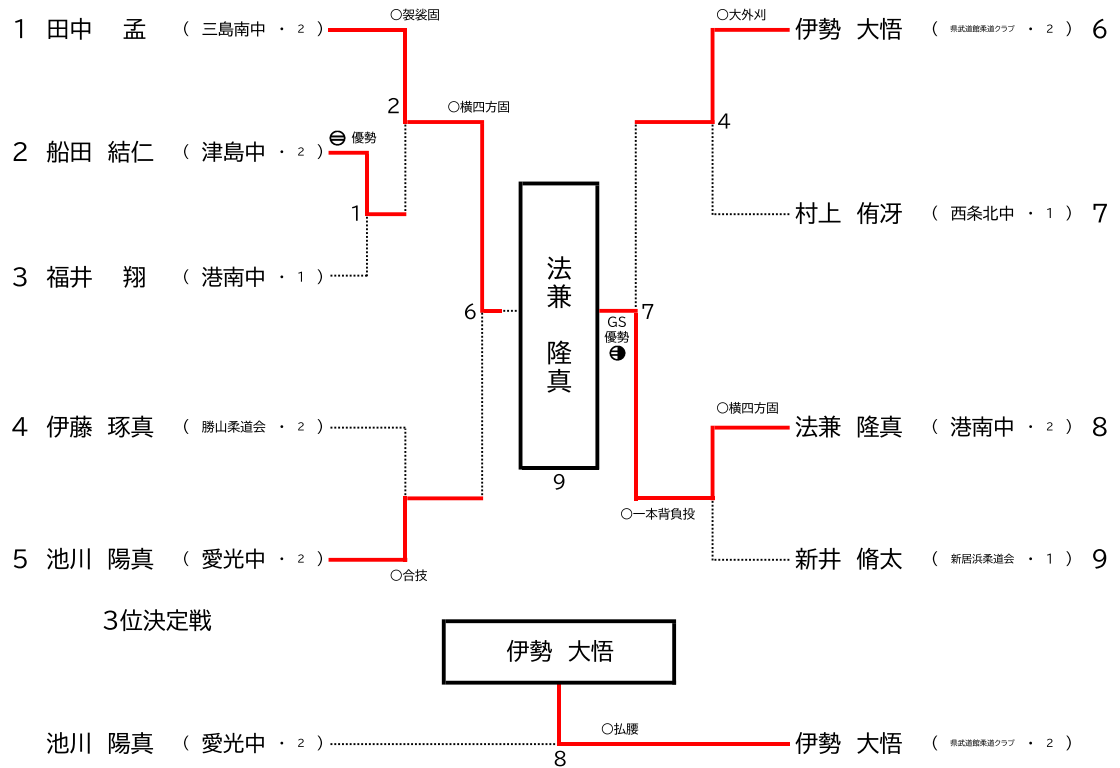 ○袈裟固
○大外刈
1 田中 孟 ( 三島南中 ・ 2 )
伊勢 大悟 ( 県武道館柔道クラブ ・ 2 ) 6
2
○横四方固
4
優勢
2 船田 結仁 ( 津島中 ・ 2 )
1
村上 侑冴 ( 西条北中 ・ 1 ) 7
3 福井 翔 ( 港南中 ・ 1 )
6
法兼 隆真
7
GS
優勢
○横四方固
4 伊藤 琢真 ( 勝山柔道会 ・ 2 )
法兼 隆真 ( 港南中 ・ 2 ) 8
9
○一本背負投
5 池川 陽真 ( 愛光中 ・ 2 )
新井 脩太 ( 新居浜柔道会 ・ 1 ) 9
○合技
3位決定戦
伊勢 大悟
○払腰
池川 陽真 ( 愛光中 ・ 2 )
伊勢 大悟 ( 県武道館柔道クラブ ・ 2 )
8